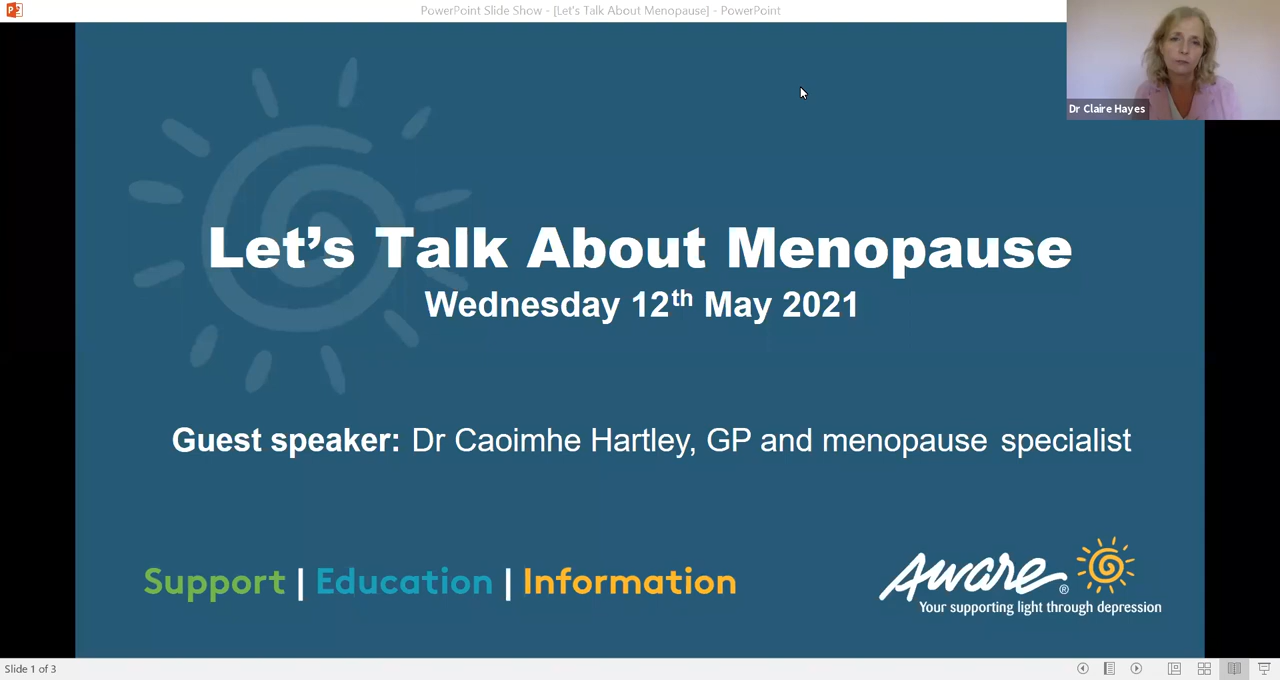 PowerPoint Slide Show - [Let's Talk About Menopause] - PowerPoint
Dr Claire Hayes
Let's Talk About Menopause
Wednesday 12th May 2021
Guest speaker: Dr Caoimhe Hartley, GP and menopause specialist
Support | Education | Information
Aware®
Your supporting light through depression
Slide 1 of 3